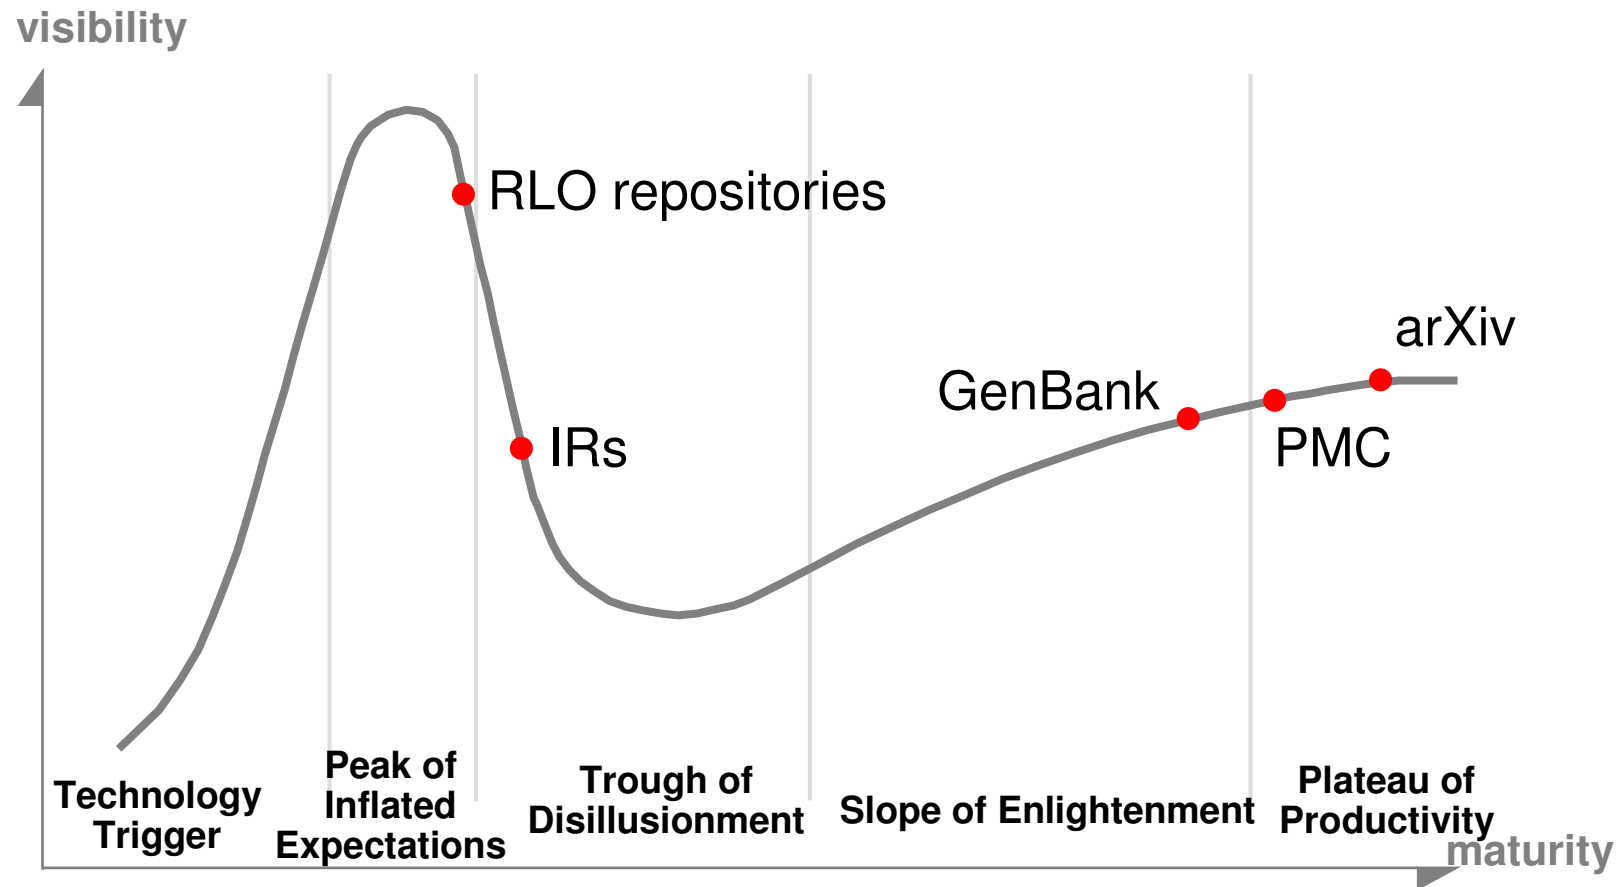 visibility
RLO repositories
arXiv
GenBank
IRs
PMC
Technology
Trigger
Peak of
Inflated
Expectations
Trough of
Disillusionment
Slope of Enlightenment
Plateau of
Productivity
maturity